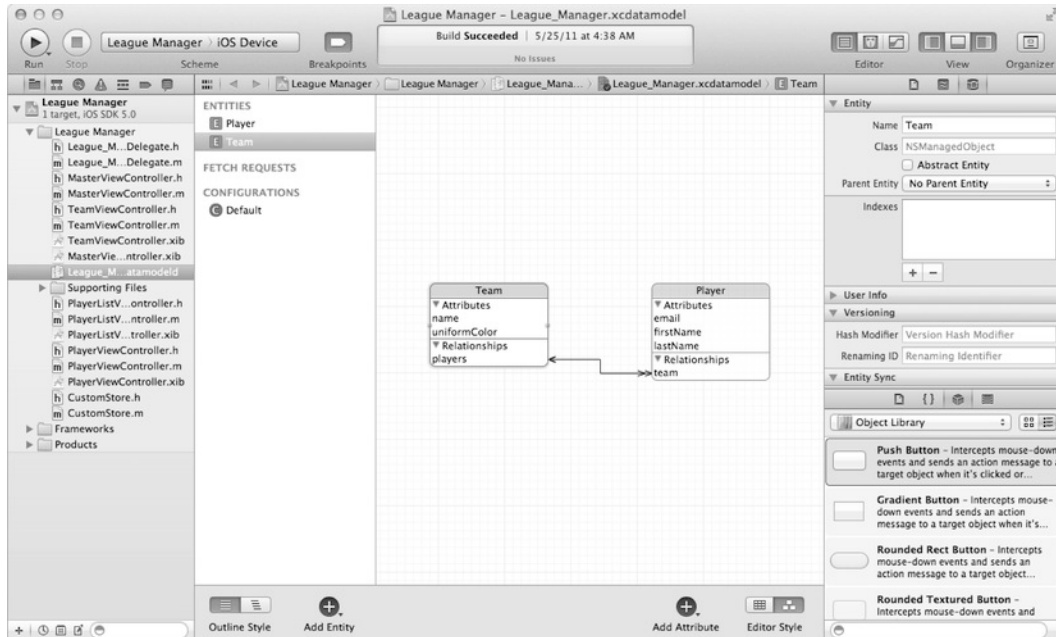 League Manager – League_Manager.xcdatamodel
Run
Stop
League Manager 〉 iOS Device
Scheme
Breakpoints
Build Succeeded | 5/25/11 at 4:38 AM
No Issues
Editor
View
Organizer
League Manager
1 target, iOS SDK 5.0
League Manager
h League_M...Delegate.h
m League_M...Delegate.m
h MasterViewController.h
m MasterViewController.m
h TeamViewController.h
m TeamViewController.m
TeamViewController.xib
MasterVie...ntroller.xib
League_M...atamodeld
Supporting Files
h PlayerListV...ontroller.h
m PlayerListV...ntroller.m
PlayerListV...troller.xib
h PlayerViewController.h
m PlayerViewController.m
PlayerViewController.xib
h CustomStore.h
m CustomStore.m
Frameworks
Products
League Manager 〉 League Manager 〉 League_Mana... 〉 League_Manager.xcdatamodel 〉 E Team
ENTITIES
E Player
E Team
FETCH REQUESTS
CONFIGURATIONS
C Default
Team
Attributes
name
uniformColor
Relationships
players
Player
Attributes
email
firstName
lastName
Relationships
team
Outline Style
Add Entity
Add Attribute
Editor Style
Entity
Name Team
Class NSManagedObject
Abstract Entity
Parent Entity No Parent Entity
Indexes
User Info
Versioning
Hash Modifier Version Hash Modifier
Renaming ID Renaming Identifier
Entity Sync
Object Library
Push Button – Intercepts mouse-down
events and sends an action message to a
target object when it's clicked or...
Gradient Button – Intercepts mouse-
down events and sends an action
message to a target object when it's...
Rounded Rect Button – Intercepts
mouse-down events and sends an
action message to a target object...
Rounded Textured Button –
Intercepts mouse-down events and